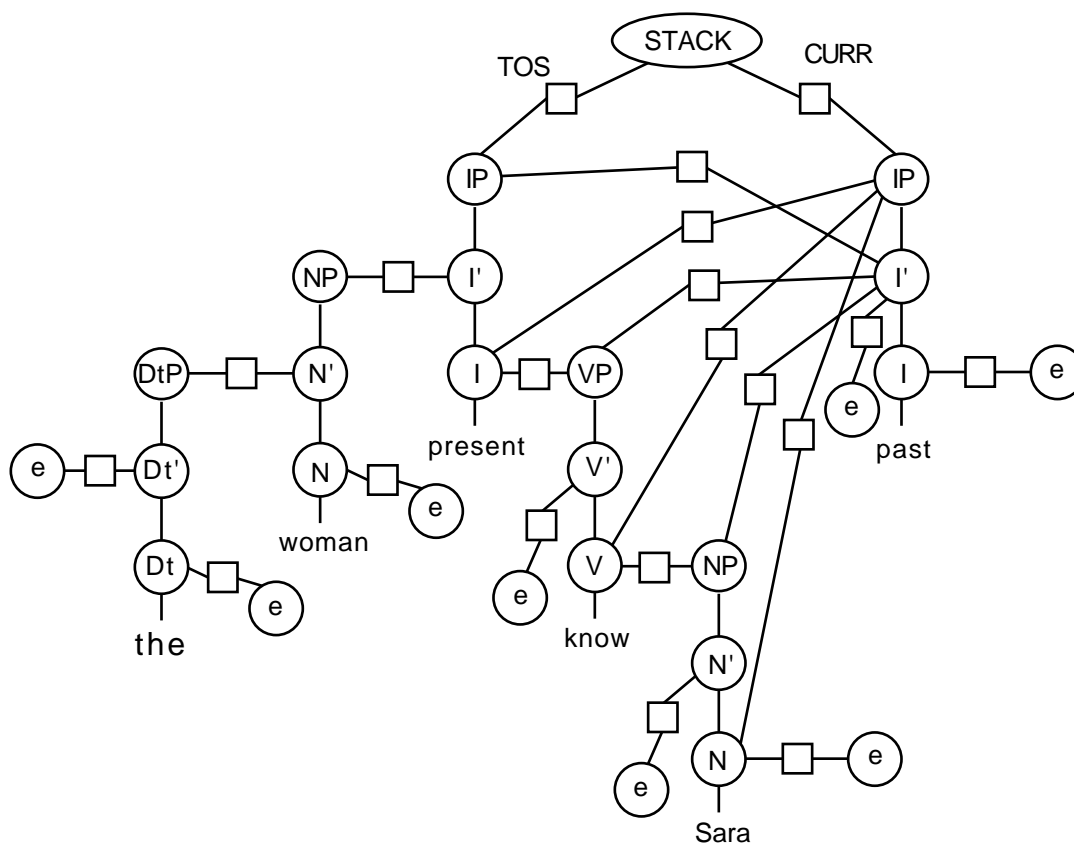 STACK
TOS
CURR
IP
IP
NP
I'
I'
DtP
N'
I
VP
I
e
present
e
past
e
Dt'
N
e
V'
woman
Dt
e
e
V
NP
the
know
N'
e
N
e
Sara